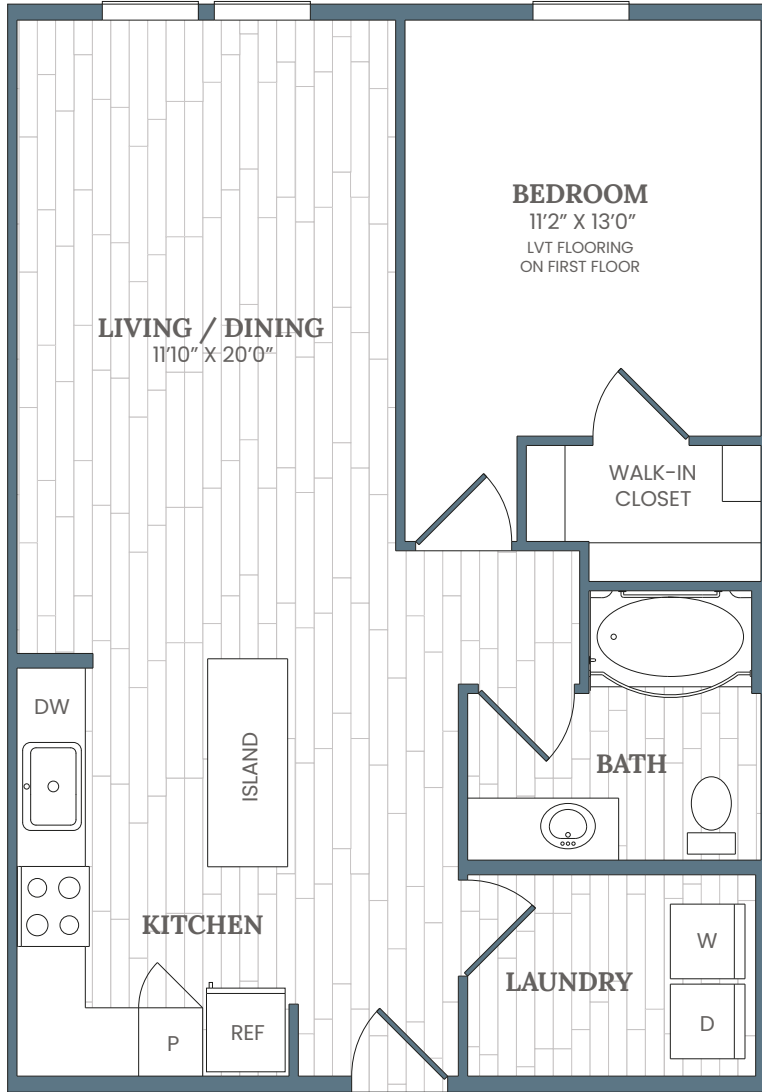 BEDROOM
11’2” X 13’0”
LVT FLOORING
ON FIRST FLOOR
LIVING / DINING
11’10” X 20’0”
WALK-IN
CLOSET
DW
ISLAND
BATH
KITCHEN
LAUNDRY
W
D
P
REF